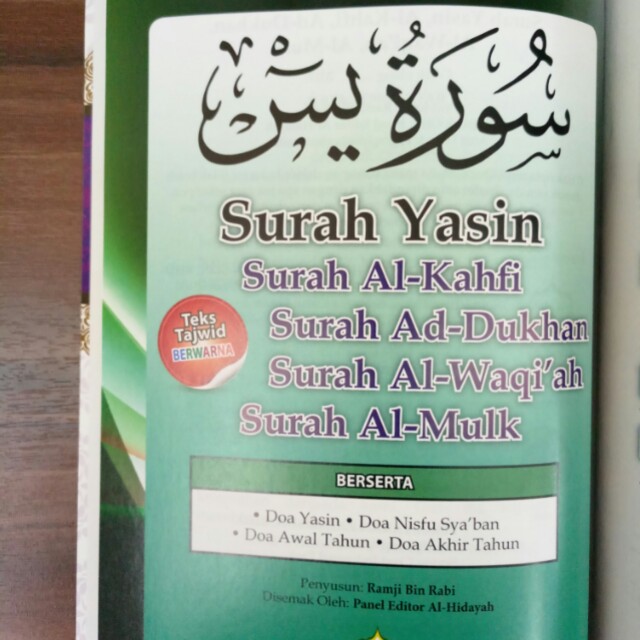 سُورَةُ يٰسٓ
Surah Yasin
Surah Al-Kahfi
Surah Ad-Dukhan
Surah Al-Waqi'ah
Surah Al-Mulk
Teks
Tajwid
BERWARNA
BERSERTA
• Doa Yasin • Doa Nisfu Sya'ban
• Doa Awal Tahun • Doa Akhir Tahun
Penyusun: Ramji Bin Rabi
Disemak Oleh: Panel Editor Al-Hidayah